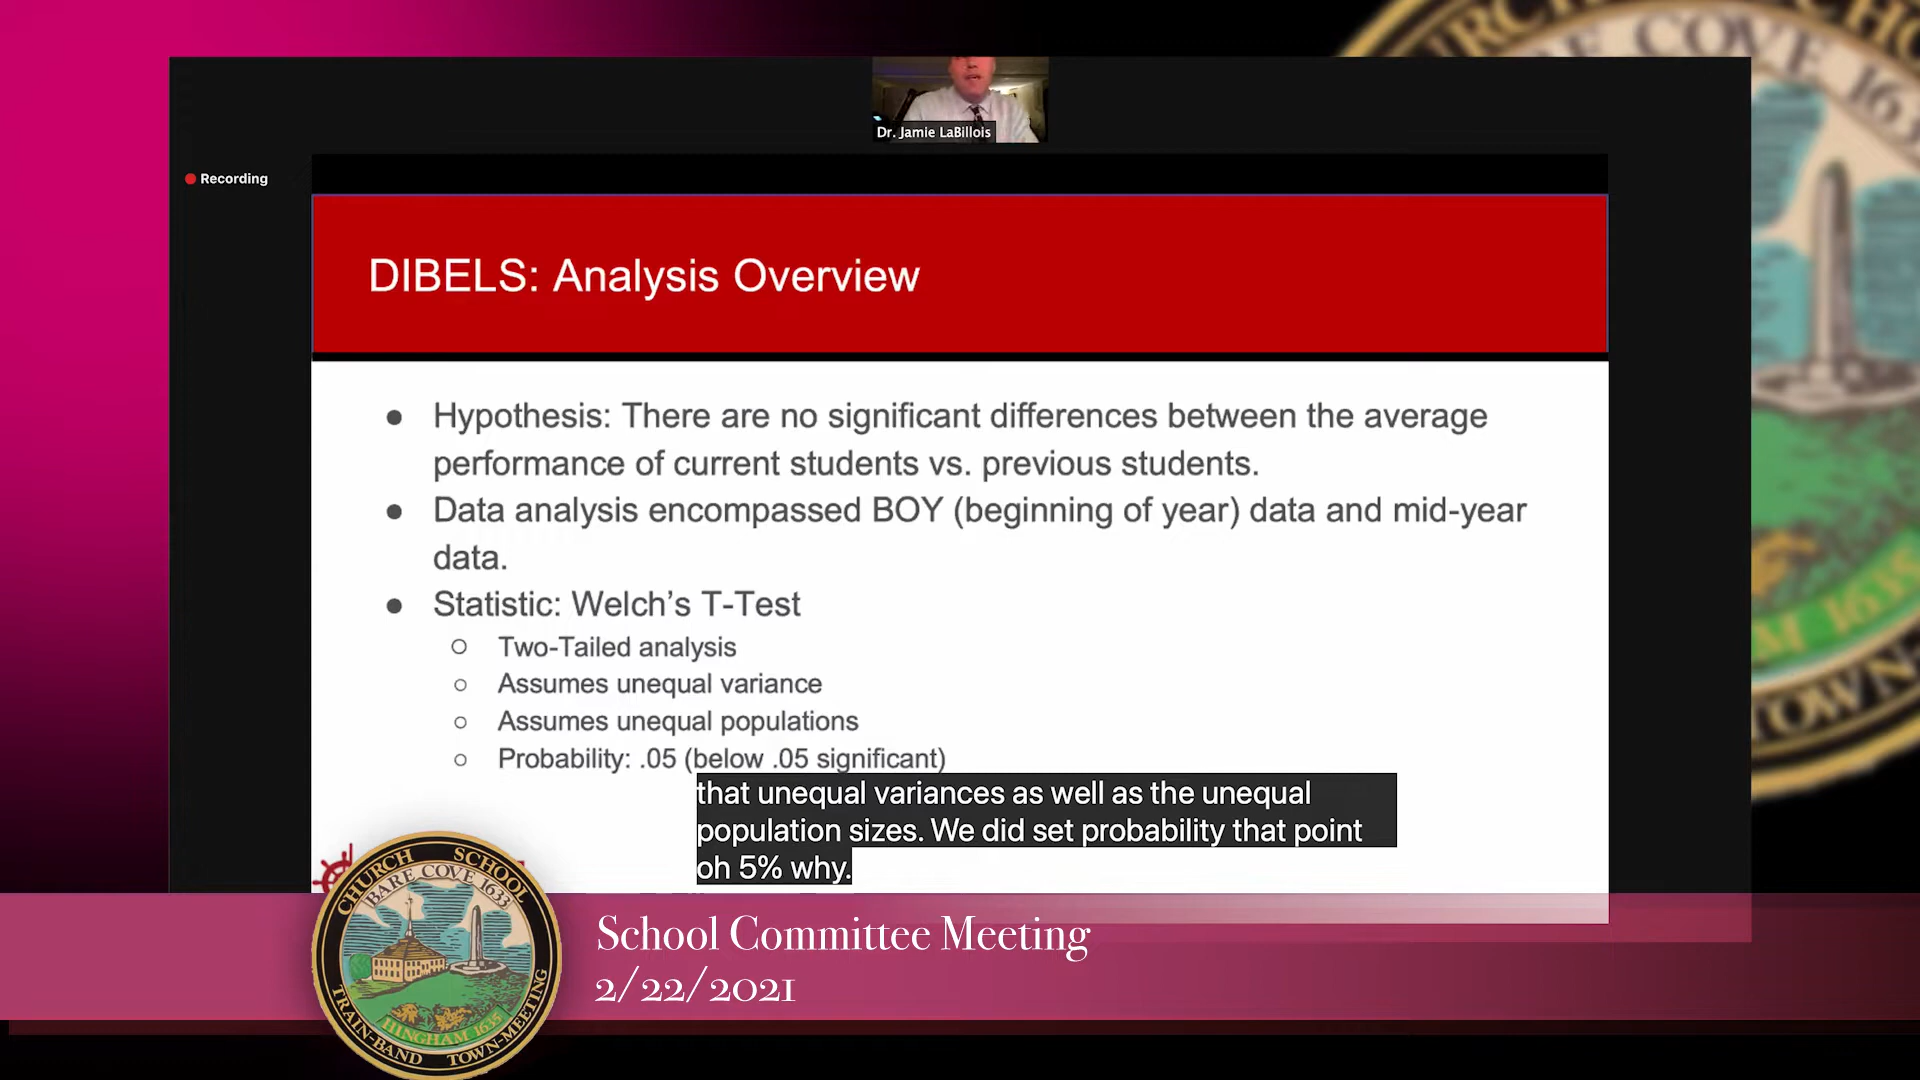 Dr. Jamie LaBillois
Recording
DIBELS: Analysis Overview
● Hypothesis: There are no significant differences between the average
performance of current students vs. previous students.
● Data analysis encompassed BOY (beginning of year) data and mid-year
data.
● Statistic: Welch's T-Test
○ Two-Tailed analysis
○ Assumes unequal variance
○ Assumes unequal populations
○ Probability: .05 (below .05 significant)
that unequal variances as well as the unequal
population sizes. We did set probability that point
oh 5% why.
School Committee Meeting
2/22/2021
CHURCH SCHOOL
BARE COVE 1633
HINGHAM 1635
TRAIN-BAND TOWN-MEETING